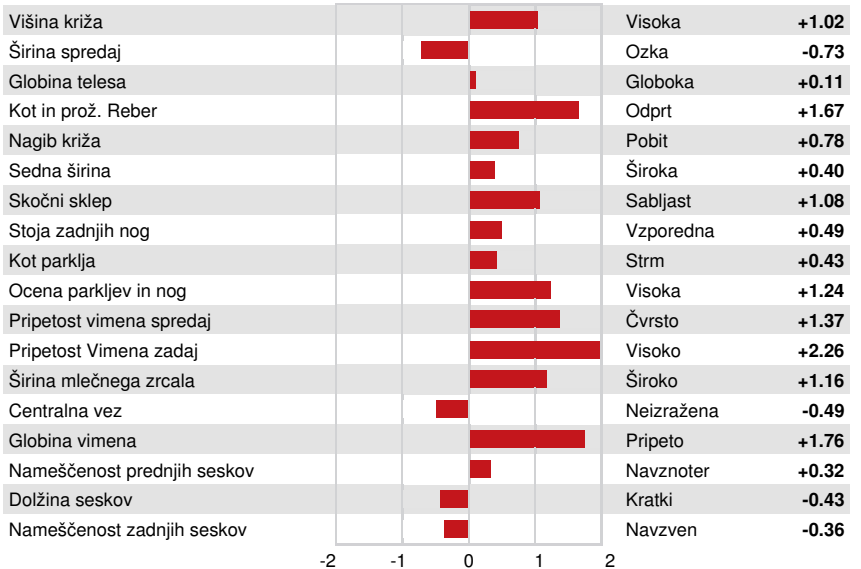 Višina križa Visoka +1.02
Širina spredaj Ozka -0.73
Globina telesa Globoka +0.11
Kot in prož. Reber Odprt +1.67
Nagib križa Pobit +0.78
Sedna širina Široka +0.40
Skočni sklep Sabljast +1.08
Stoja zadnjih nog Vzporedna +0.49
Kot parklja Strm +0.43
Ocena parkljev in nog Visoka +1.24
Pripetost vimena spredaj Čvrsto +1.37
Pripetost Vimena zadaj Visoko +2.26
Širina mlečnega zrcala Široko +1.16
Centralna vez Neizražena -0.49
Globina vimena Pripeto +1.76
Nameščenost prednjih seskov Navznoter +0.32
Dolžina seskov Kratki -0.43
Nameščenost zadnjih seskov Navzven -0.36
-2 -1 0 1 2